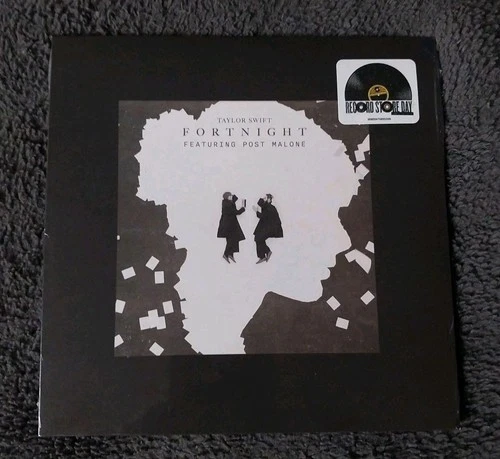 TAYLOR SWIFT
FORTNIGHT
FEATURING POST MALONE
RECORD STORE DAY